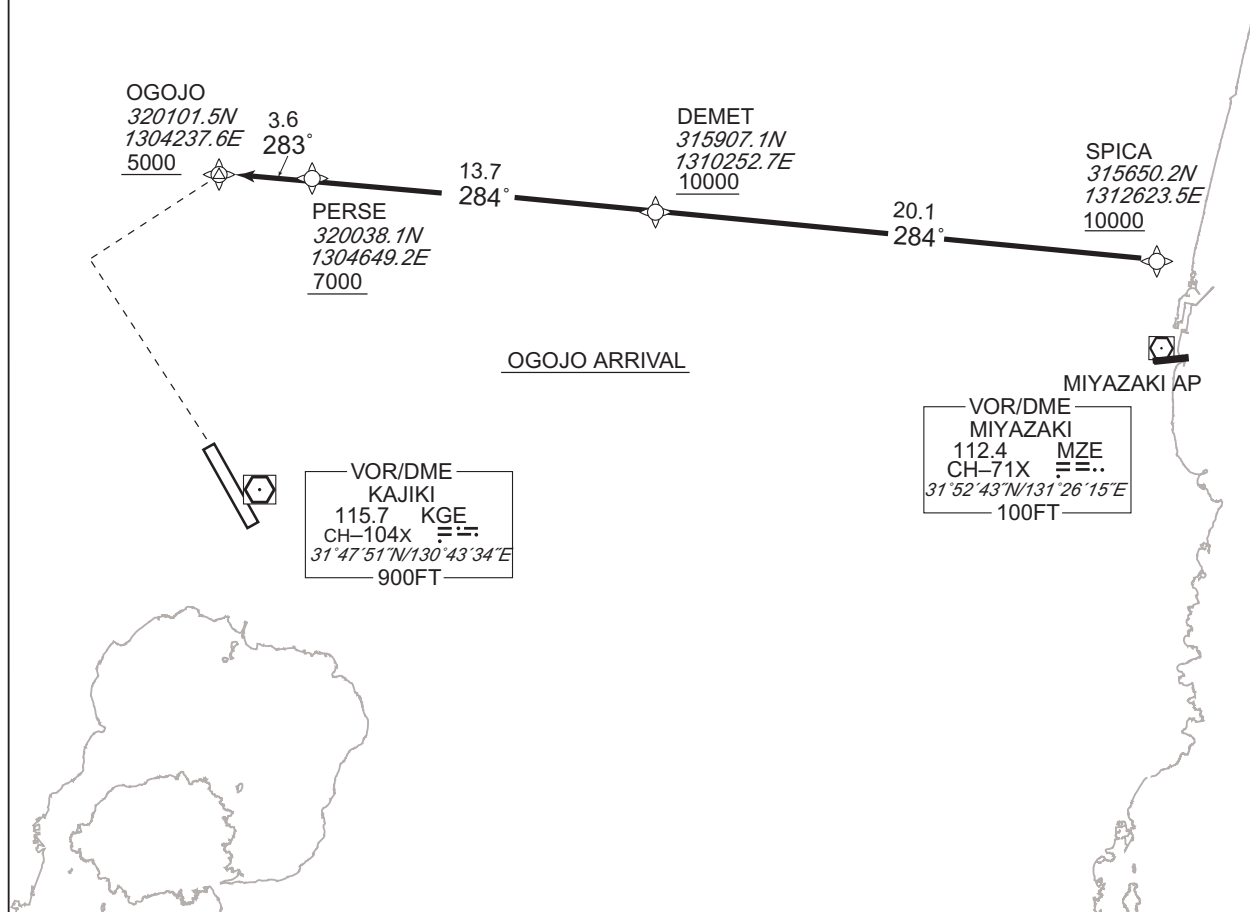 OGOJO
320101.5N
1304237.6E
5000
3.6
283°
PERSE
320038.1N
1304649.2E
7000
13.7
284°
DEMET
315907.1N
1310252.7E
10000
20.1
284°
SPICA
315650.2N
1312623.5E
10000
OGOJO ARRIVAL
MIYAZAKI AP
VOR/DME
MIYAZAKI
112.4 MZE
CH–71X
31°52´43˝N/131°26´15˝E
100FT
VOR/DME
KAJIKI
115.7 KGE
CH–104X
31°47´51˝N/130°43´34˝E
900FT